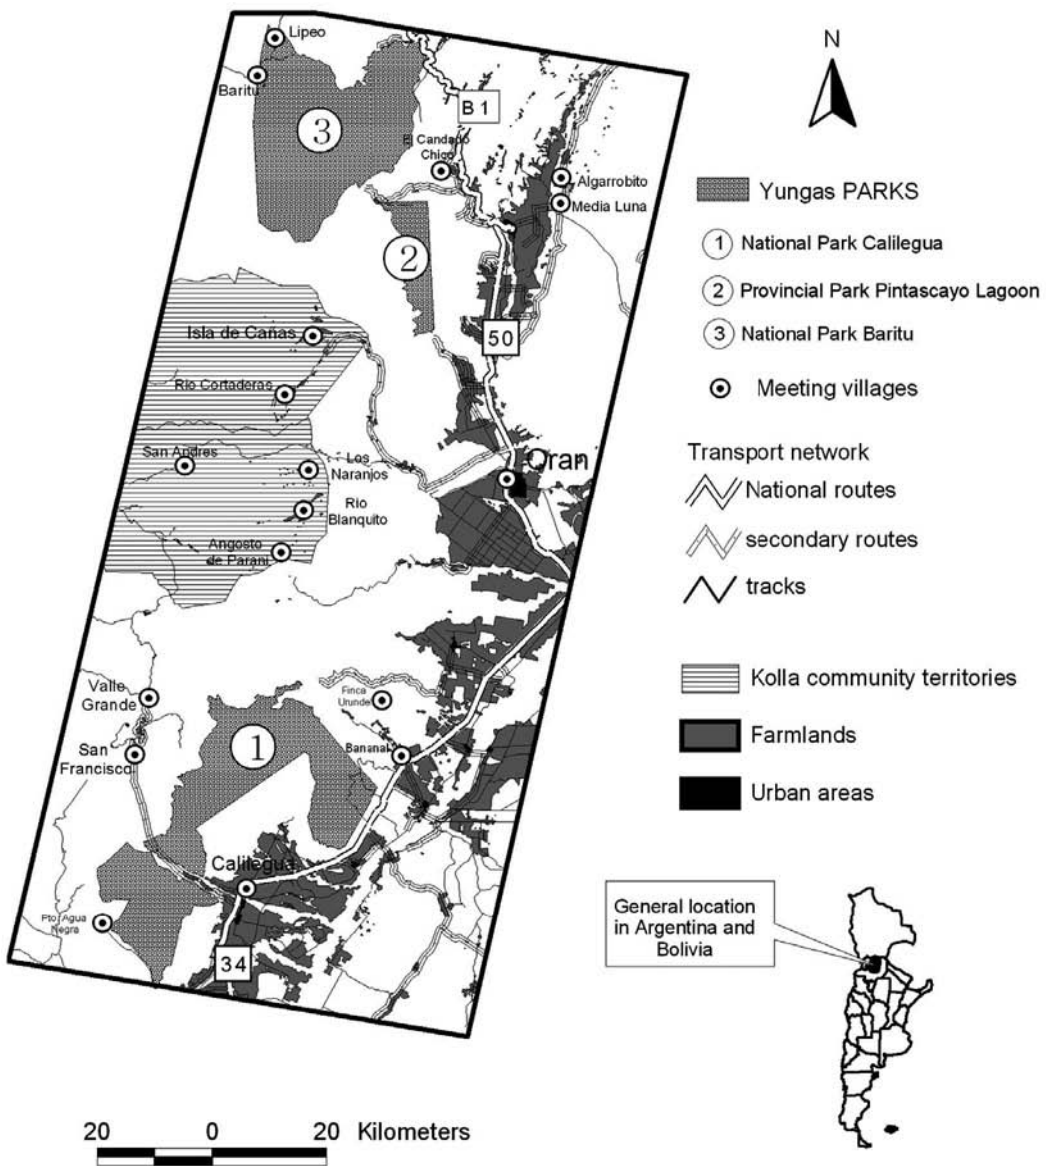 Lipeo
Baritu
3
B 1
El Candado
Chico
Algarrobito
Media Luna
2
Isla de Cañas
50
Rio Cortaderas
San Andres
Los
Naranjos
Oran
Rio
Blanquito
Angosto
de Parani
Valle
Grande
Finca
Urundel
San
Francisco
1
Bananal
Calilegua
Pto. Agua
Negra
34
N
Yungas PARKS
1 National Park Calilegua
2 Provincial Park Pintascayo Lagoon
3 National Park Baritu
Meeting villages
Transport network
National routes
secondary routes
tracks
Kolla community territories
Farmlands
Urban areas
General location
in Argentina and
Bolivia
20 0 20 Kilometers